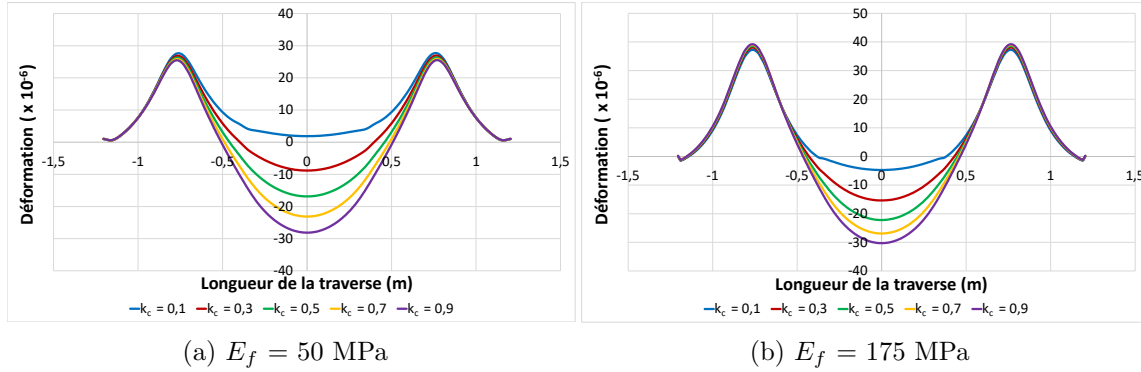 40
30
20
10
0
-10
-20
-30
-40
-1,5 -1 -0,5 0 0,5 1 1,5
Déformation ( x 10-6)
Longueur de la traverse (m)
kc = 0,1 kc = 0,3 kc = 0,5 kc = 0,7 kc = 0,9
(a) Ef = 50 MPa
50
40
30
20
10
0
-10
-20
-30
-40
-1,5 -1 -0,5 0 0,5 1 1,5
Déformation ( x 10-6)
Longueur de la traverse (m)
kc = 0,1 kc = 0,3 kc = 0,5 kc = 0,7 kc = 0,9
(b) Ef = 175 MPa